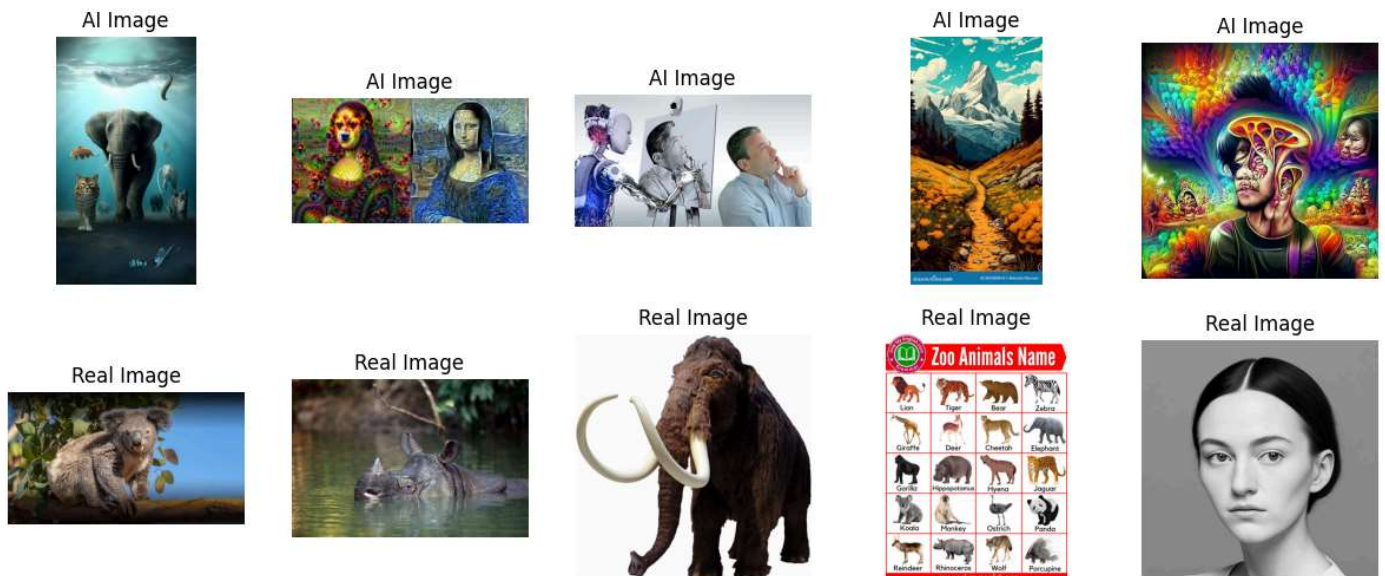 AI Image
AI Image
AI Image
AI Image
AI Image
Real Image
Real Image
Real Image
Real Image
Real Image
Zoo Animals Name
Lion Tiger Bear Zebra
Giraffe Deer Cheetah Elephant
Gorilla Hippopotamus Hyena Jaguar
Koala Monkey Ostrich Panda
Reindeer Rhinoceros Wolf Porcupine